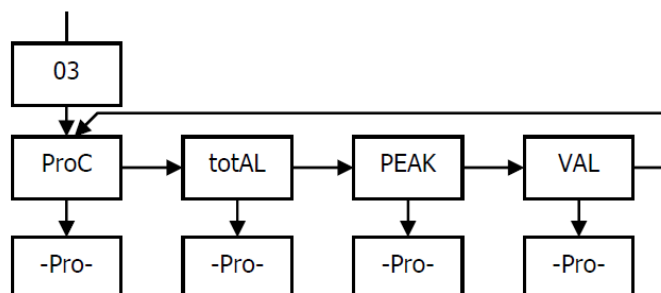 03
ProC totAL PEAK VAL
-Pro- -Pro- -Pro- -Pro-